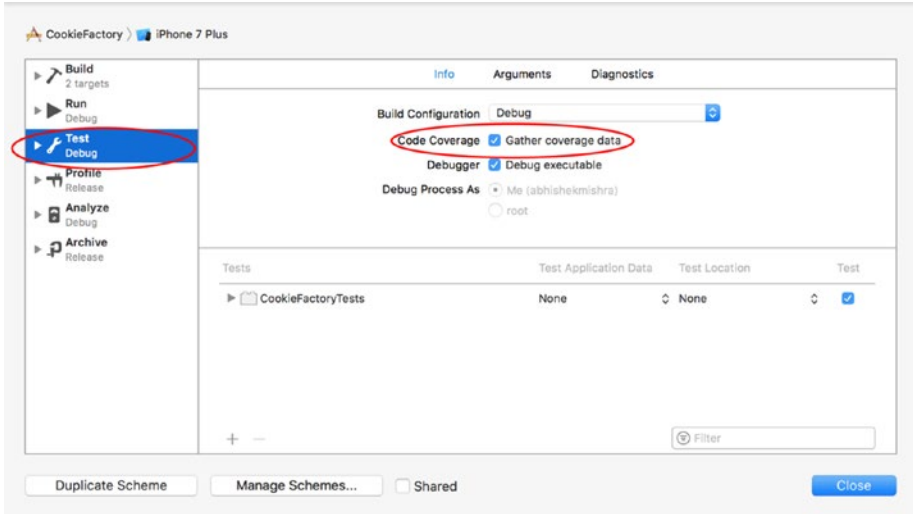 CookieFactory iPhone 7 Plus
Build
2 targets
Run
Debug
Test
Debug
Profile
Release
Analyze
Debug
Archive
Release
Info Arguments Diagnostics
Build Configuration Debug
Code Coverage Gather coverage data
Debugger Debug executable
Debug Process As Me (abhishekmishra)
root
Tests Test Application Data Test Location Test
CookieFactoryTests None None
Filter
Duplicate Scheme Manage Schemes... Shared Close